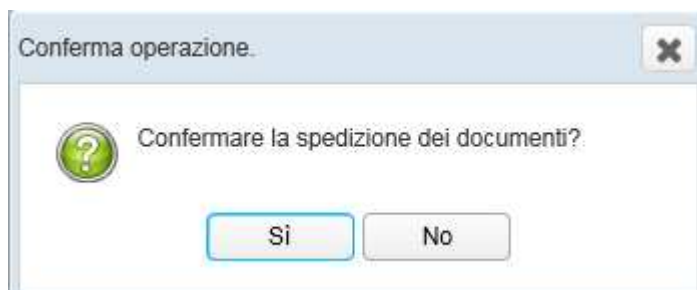 Conferma operazione.
Confermare la spedizione dei documenti?
Sì
No